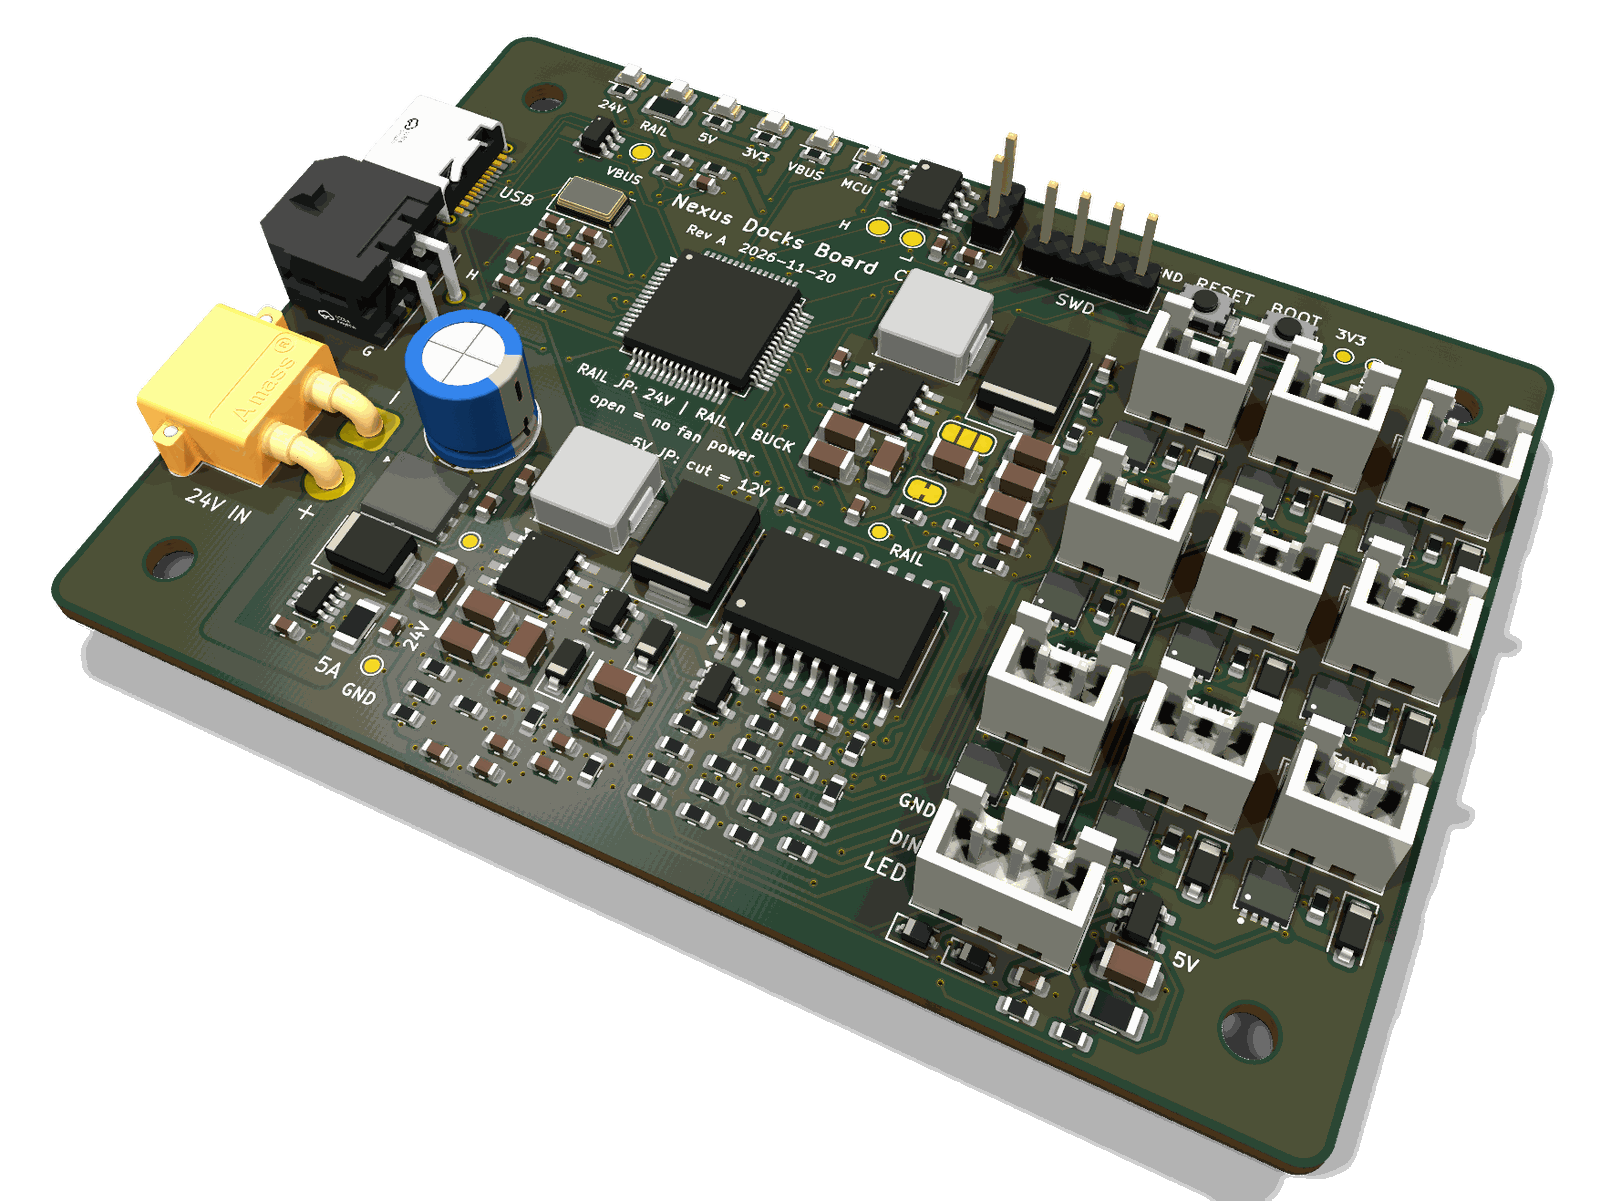 24V
RAIL
5V
3V3
VBUS
MCU
VBUS
USB
H
Nexus Docks Board
Rev A 2026-11-20
H
L
SWD
RESET
BOOT
3V3
Amass®
G
24V IN
-
+
RAIL JP: 24V | RAIL | BUCK
open = no fan power
5V JP: cut = 12V
RAIL
24V
5A
GND
GND
DIN
LED
5V